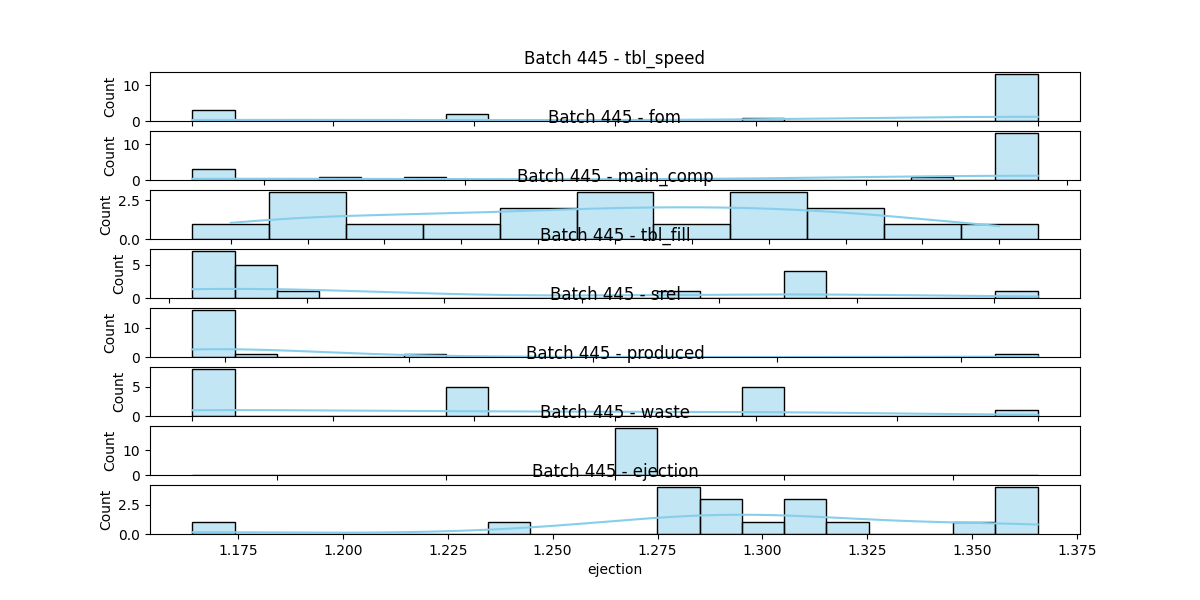 Batch 445 - tbl_speed
10
0
Count
Batch 445 - fom
10
0
Count
Batch 445 - main_comp
2.5
0.0
Count
Batch 445 - tbl_fill
5
0
Count
Batch 445 - srel
10
0
Count
Batch 445 - produced
5
0
Count
Batch 445 - waste
10
0
Count
Batch 445 - ejection
2.5
0.0
Count
1.175 1.200 1.225 1.250 1.275 1.300 1.325 1.350 1.375
ejection